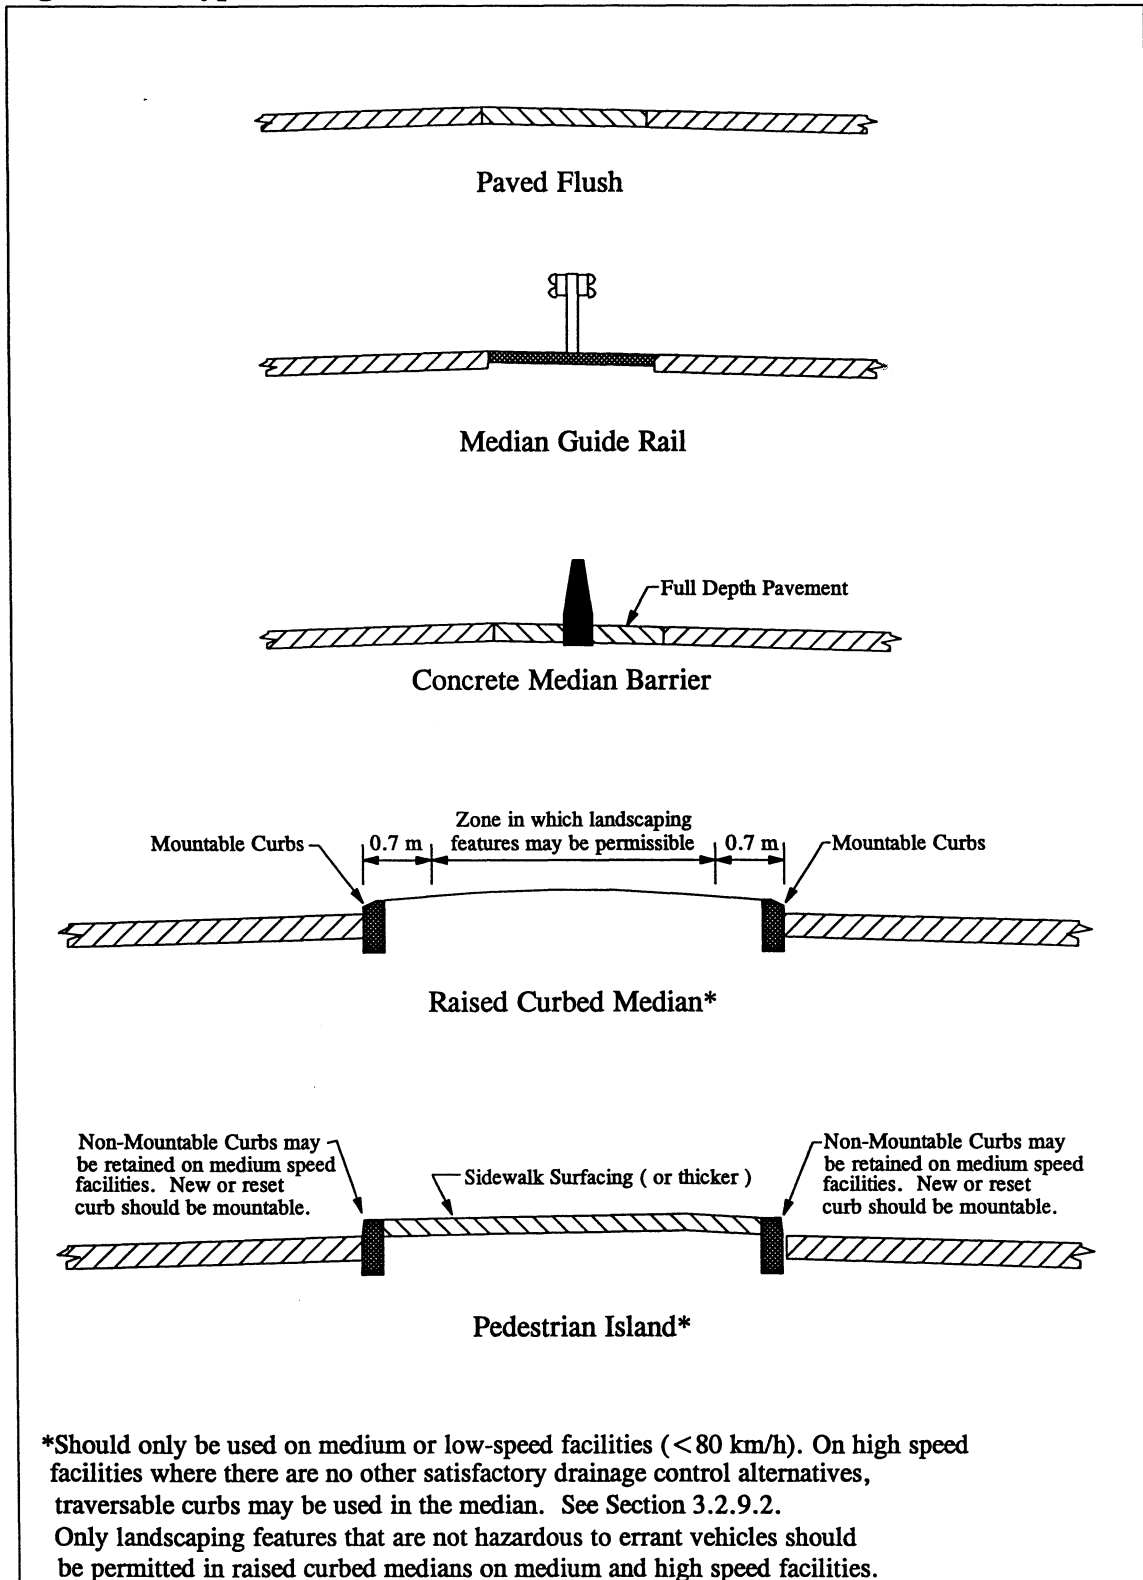 Paved Flush
Median Guide Rail
Full Depth Pavement
Concrete Median Barrier
Zone in which landscaping
Mountable Curbs
0.7 m
features may be permissible
0.7 m
Mountable Curbs
Raised Curbed Median*
Non-Mountable Curbs may
be retained on medium speed
facilities. New or reset
curb should be mountable.
Sidewalk Surfacing ( or thicker )
Non-Mountable Curbs may
be retained on medium speed
facilities. New or reset
curb should be mountable.
Pedestrian Island*
*Should only be used on medium or low-speed facilities (<80 km/h). On high speed
facilities where there are no other satisfactory drainage control alternatives,
traversable curbs may be used in the median. See Section 3.2.9.2.
Only landscaping features that are not hazardous to errant vehicles should
be permitted in raised curbed medians on medium and high speed facilities.